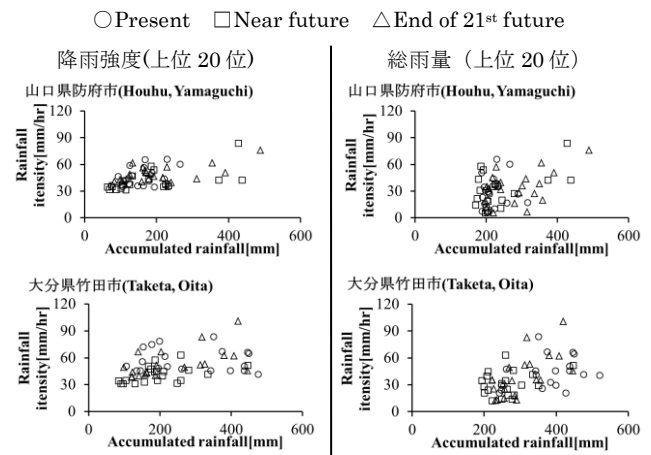 ○Present □Near future △End of 21st future
降雨強度(上位 20 位)
山口県防府市(Houhu, Yamaguchi)
Rainfall
itensity[mm/hr]
120
90
60
30
0
0
200
400
600
Accumulated rainfall[mm]
大分県竹田市(Taketa, Oita)
Rainfall
itensity[mm/hr]
120
90
60
30
0
0
200
400
600
Accumulated rainfall[mm]
総雨量（上位 20 位）
山口県防府市(Houhu, Yamaguchi)
Rainfall
itensity[mm/hr]
120
90
60
30
0
0
200
400
600
Accumulated rainfall[mm]
大分県竹田市(Taketa, Oita)
Rainfall
itensity[mm/hr]
120
90
60
30
0
0
200
400
600
Accumulated rainfall[mm]